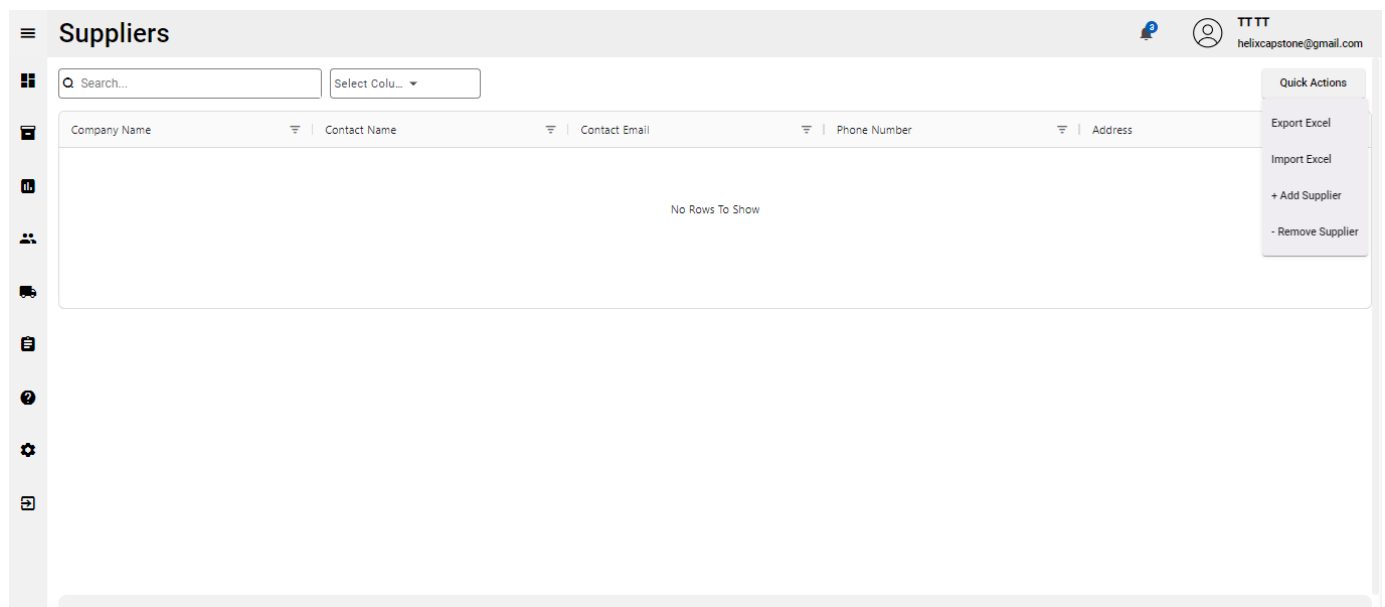 Suppliers
3
TT TT
helixcapstone@gmail.com
Search...
Select Colu...
Quick Actions
Company Name
Contact Name
Contact Email
Phone Number
Address
Export Excel
Import Excel
+ Add Supplier
- Remove Supplier
No Rows To Show